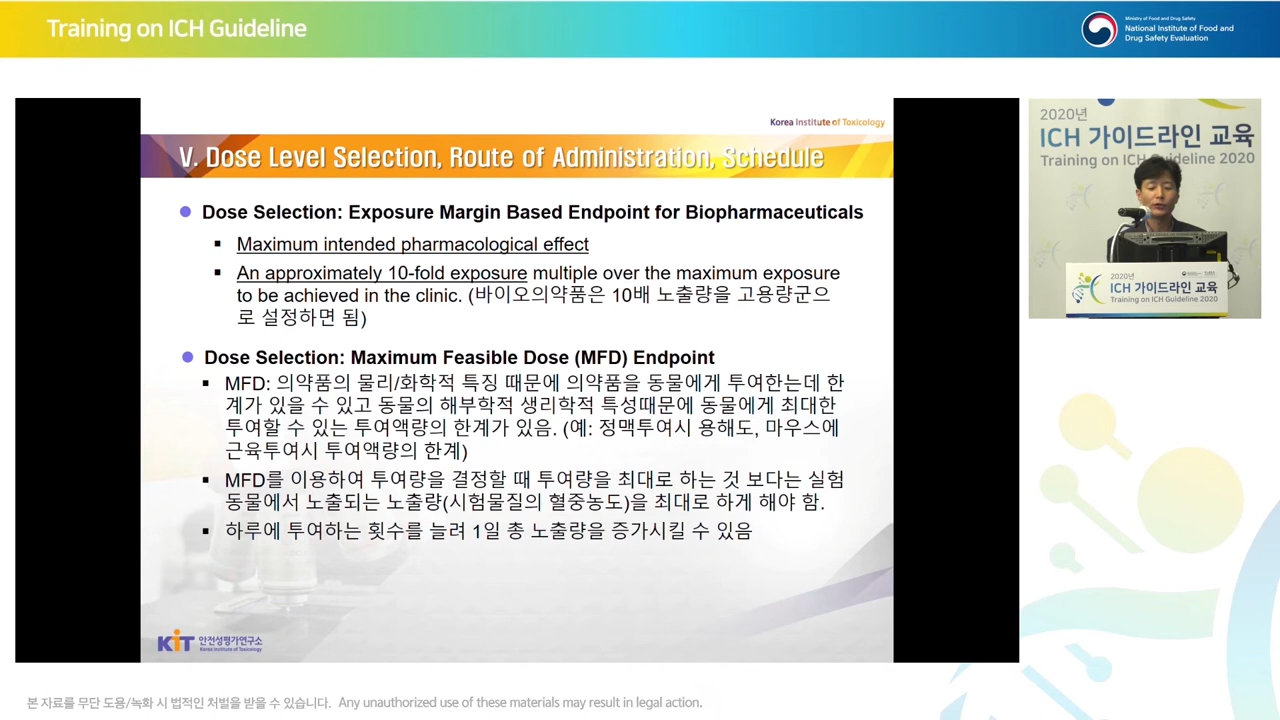 Training on ICH Guideline
Ministry of Food and Drug Safety
National Institute of Food and
Drug Safety Evaluation
Korea Institute of Toxicology
V. Dose Level Selection, Route of Administration, Schedule
Dose Selection: Exposure Margin Based Endpoint for Biopharmaceuticals
Maximum intended pharmacological effect
An approximately 10-fold exposure multiple over the maximum exposure
to be achieved in the clinic. (바이오의약품은 10배 노출량을 고용량군으
로 설정하면 됨)
Dose Selection: Maximum Feasible Dose (MFD) Endpoint
MFD: 의약품의 물리/화학적 특징 때문에 의약품을 동물에게 투여한는데 한
계가 있을 수 있고 동물의 해부학적 생리학적 특성때문에 동물에게 최대한
투여할 수 있는 투여액량의 한계가 있음. (예: 정맥투여시 용해도, 마우스에
근육투여시 투여액량의 한계)
MFD를 이용하여 투여량을 결정할 때 투여량을 최대로 하는 것 보다는 실험
동물에서 노출되는 노출량(시험물질의 혈중농도)을 최대로 하게 해야 함.
하루에 투여하는 횟수를 늘려 1일 총 노출량을 증가시킬 수 있음
KIT 안전성평가연구소
Korea Institute of Toxicology
2020년
ICH 가이드라인 교육
Training on ICH Guideline 2020
2020년
ICH 가이드라인 교육
Training on ICH Guideline 2020
본 자료를 무단 도용/녹화 시 법적인 처벌을 받을 수 있습니다. Any unauthorized use of these materials may result in legal action.